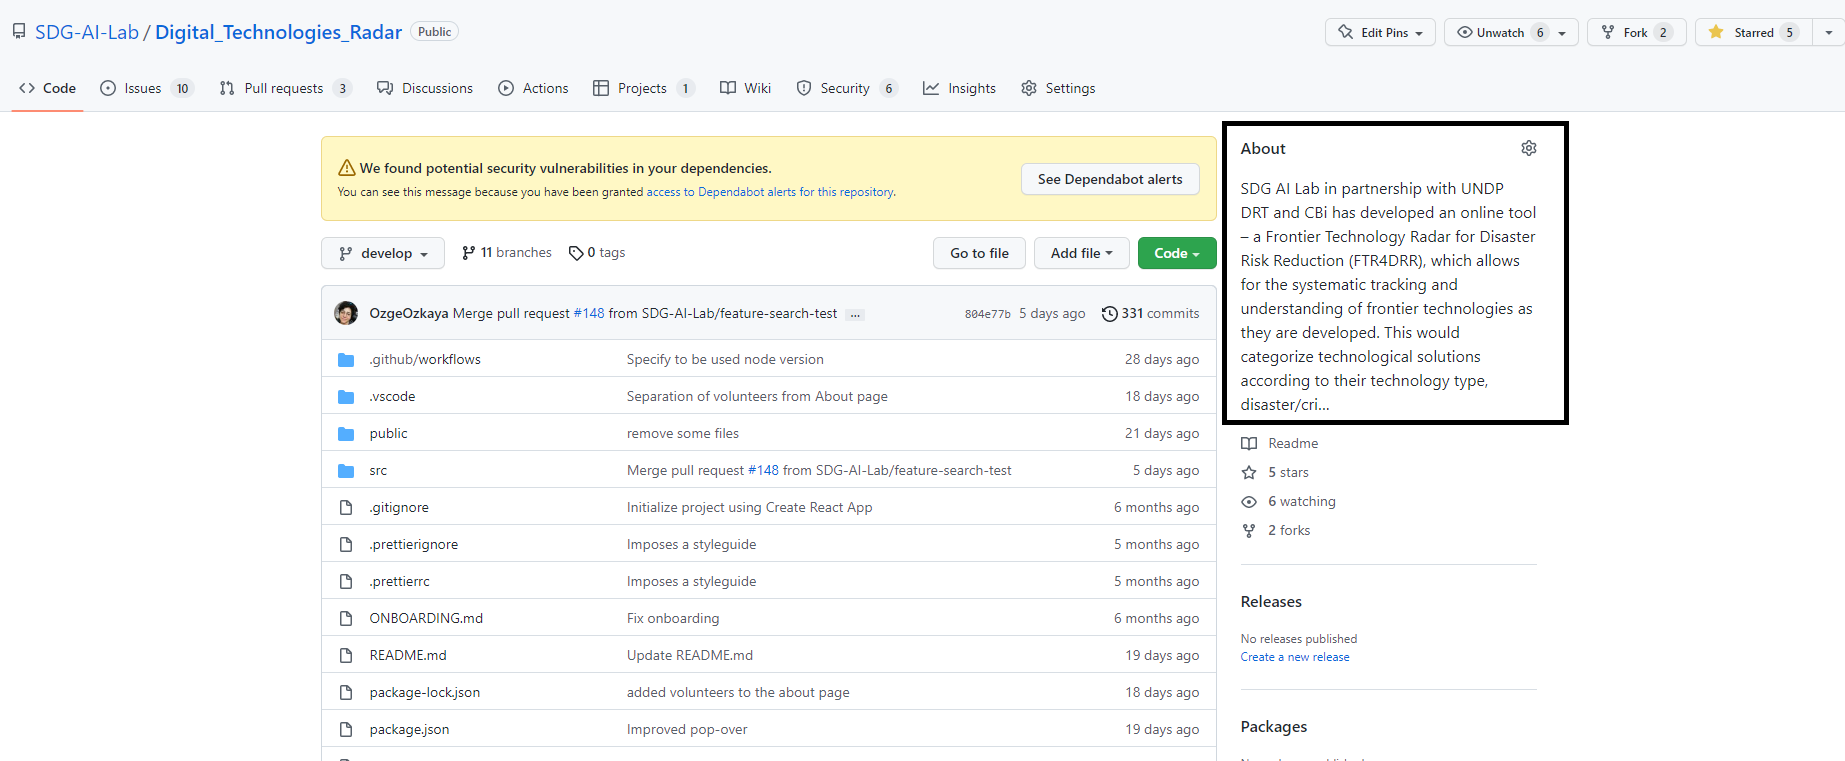 SDG-AI-Lab / Digital_Technologies_Radar Public
Edit Pins Unwatch 6 Fork 2 Starred 5
Code Issues 10 Pull requests 3 Discussions Actions Projects 1 Wiki Security 6 Insights Settings
We found potential security vulnerabilities in your dependencies.
You can see this message because you have been granted access to Dependabot alerts for this repository.
See Dependabot alerts
develop 11 branches 0 tags Go to file Add file Code
OzgeOzkaya Merge pull request #148 from SDG-AI-Lab/feature-search-test ... 804e77b 5 days ago 331 commits
.github/workflows Specify to be used node version 28 days ago
.vscode Separation of volunteers from About page 18 days ago
public remove some files 21 days ago
src Merge pull request #148 from SDG-AI-Lab/feature-search-test 5 days ago
.gitignore Initialize project using Create React App 6 months ago
.prettierignore Imposes a styleguide 5 months ago
.prettierrc Imposes a styleguide 5 months ago
ONBOARDING.md Fix onboarding 6 months ago
README.md Update README.md 19 days ago
package-lock.json added volunteers to the about page 18 days ago
package.json Improved pop-over 19 days ago
About
SDG AI Lab in partnership with UNDP
DRT and CBi has developed an online tool
– a Frontier Technology Radar for Disaster
Risk Reduction (FTR4DRR), which allows
for the systematic tracking and
understanding of frontier technologies as
they are developed. This would
categorize technological solutions
according to their technology type,
disaster/cri...
Readme
5 stars
6 watching
2 forks
Releases
No releases published
Create a new release
Packages